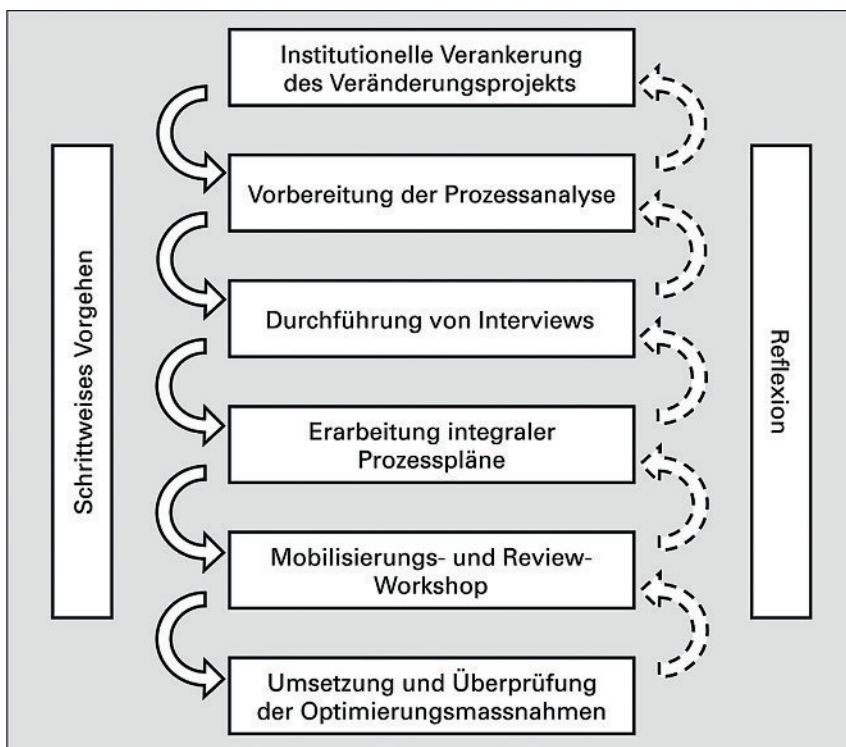 Institutionelle Verankerung
des Veränderungsprojekts
Vorbereitung der Prozessanalyse
Durchführung von Interviews
Erarbeitung integraler
Prozesspläne
Mobilisierungs- und Review-
Workshop
Umsetzung und Überprüfung
der Optimierungsmassnahmen
Schrittweises Vorgehen
Reflexion